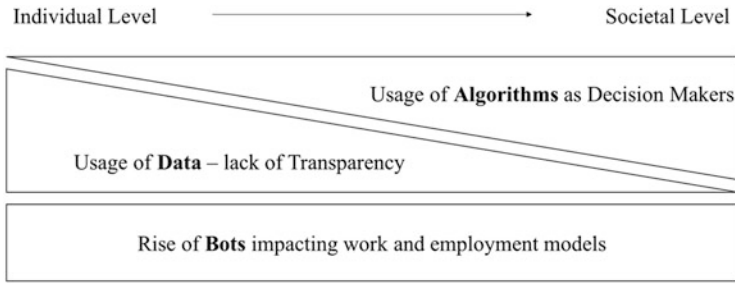 Individual Level
Societal Level
Usage of Algorithms as Decision Makers
Usage of Data – lack of Transparency
Rise of Bots impacting work and employment models